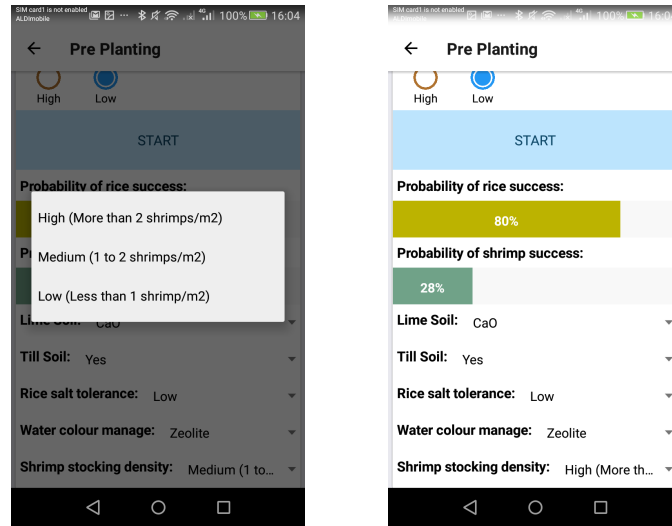 SIM card1 is not enabled
ALDImobile
4G
100%
16:04
Pre Planting
High Low
START
Probability of rice success:
High (More than 2 shrimps/m2)
Medium (1 to 2 shrimps/m2)
Low (Less than 1 shrimp/m2)
Lime Soil: CaO
Till Soil: Yes
Rice salt tolerance: Low
Water colour manage: Zeolite
Shrimp stocking density: Medium (1 to...
SIM card1 is not enabled
4G
100%
16:04
Pre Planting
High Low
START
Probability of rice success:
80%
Probability of shrimp success:
28%
Lime Soil: CaO
Till Soil: Yes
Rice salt tolerance: Low
Water colour manage: Zeolite
Shrimp stocking density: High (More th...